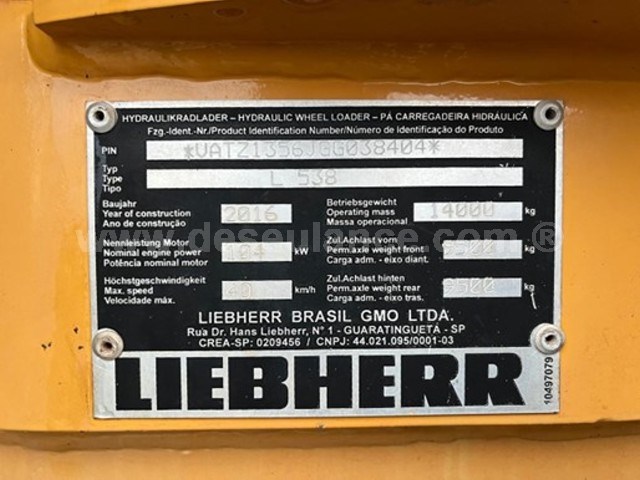 HYDRAULIKRADLADER – HYDRAULIC WHEEL LOADER – PÁ CARREGADEIRA HIDRÁULICA
Fzg.-Ident.-Nr./Product Identification Number/Número de Identificação do Produto
PIN *VATZ1356JGG038404*
Typ
Type L 538
Tipo
Baujahr
Year of construction 2016
Ano de construção
Betriebsgewicht
Operating mass 14000 kg
Massa operacional
Nennleistung Motor
Nominal engine power 104 kW
Potência nominal motor
Zul.Achlast vorn
Perm.axle weight front kg
Carga adm. - eixo diant.
Höchstgeschwindigkeit
Max. speed 40 km/h
Velocidade máx.
Zul.Achlast hinten
Perm.axle weight rear kg
Carga adm. - eixo tras.
LIEBHERR BRASIL GMO LTDA.
Rua Dr. Hans Liebherr, N° 1 - GUARATINGUETÁ - SP
CREA-SP: 0209456 / CNPJ: 44.021.095/0001-03
LIEBHERR
10497079